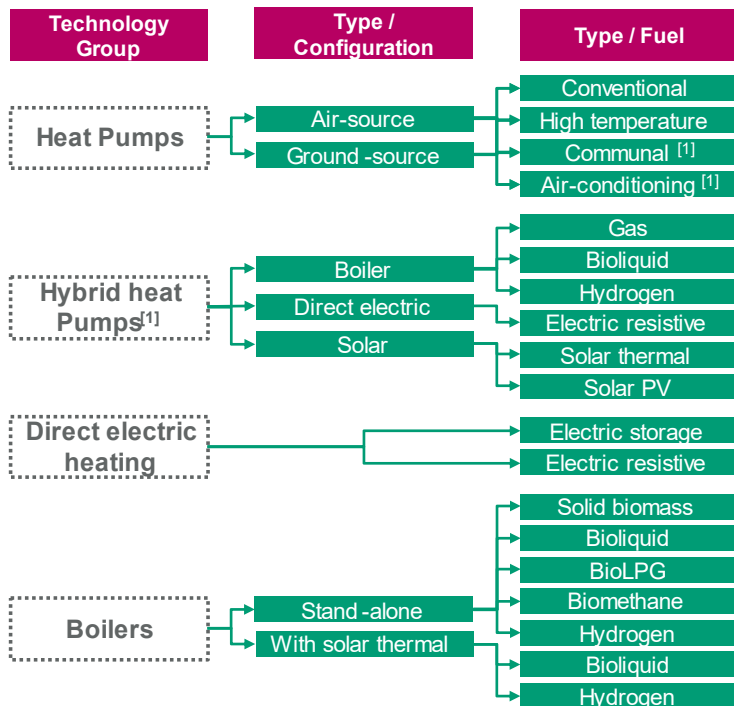 Technology
Group
Type /
Configuration
Type / Fuel
Heat Pumps
Air-source
Ground -source
Conventional
High temperature
Communal [1]
Air-conditioning [1]
Hybrid heat
Pumps[1]
Boiler
Direct electric
Solar
Gas
Bioliquid
Hydrogen
Electric resistive
Solar thermal
Solar PV
Direct electric
heating
Electric storage
Electric resistive
Boilers
Stand -alone
With solar thermal
Solid biomass
Bioliquid
BioLPG
Biomethane
Hydrogen
Bioliquid
Hydrogen